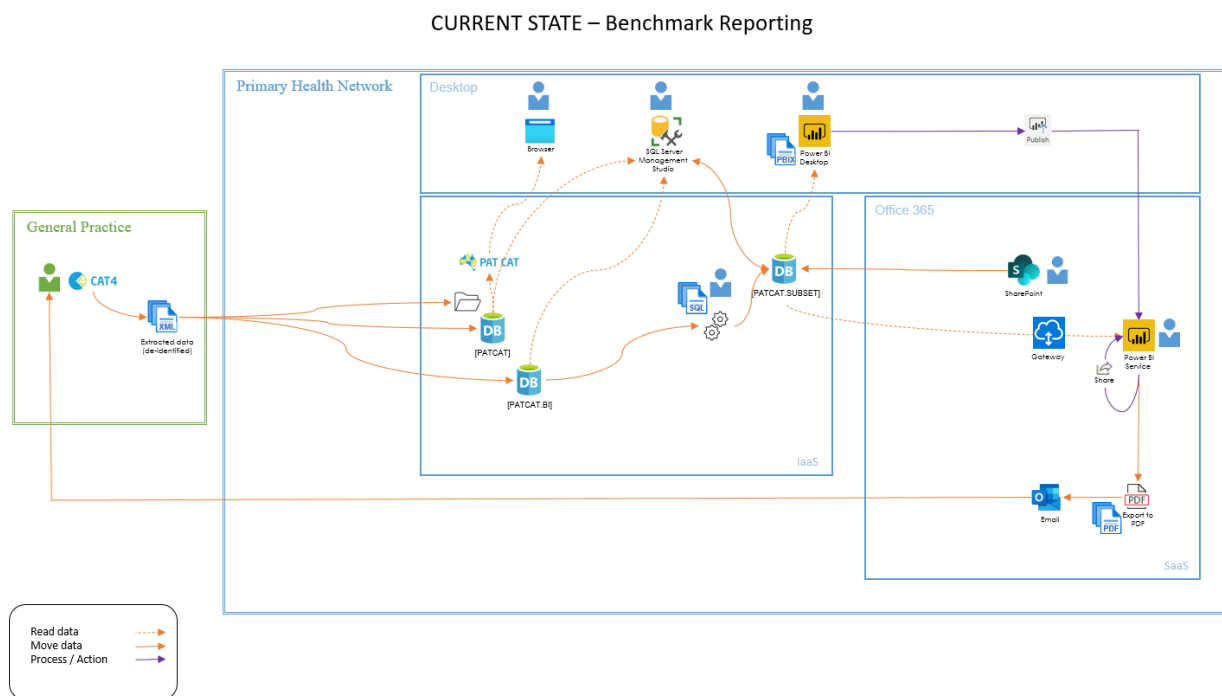 CURRENT STATE – Benchmark Reporting
Primary Health Network
Desktop
Browser
SQL Server
Management
Studio
PBIX
Power BI
Desktop
Publish
General Practice
CAT4
XML
Extracted data
(de-identified)
PAT CAT
DB
[PATCAT]
DB
[PATCAT.BI]
SQL
DB
[PATCAT.SUBSET]
IaaS
Office 365
S
SharePoint
Gateway
Power BI
Service
Share
PDF
Export to
PDF
PDF
O
Email
SaaS
Read data
Move data
Process / Action